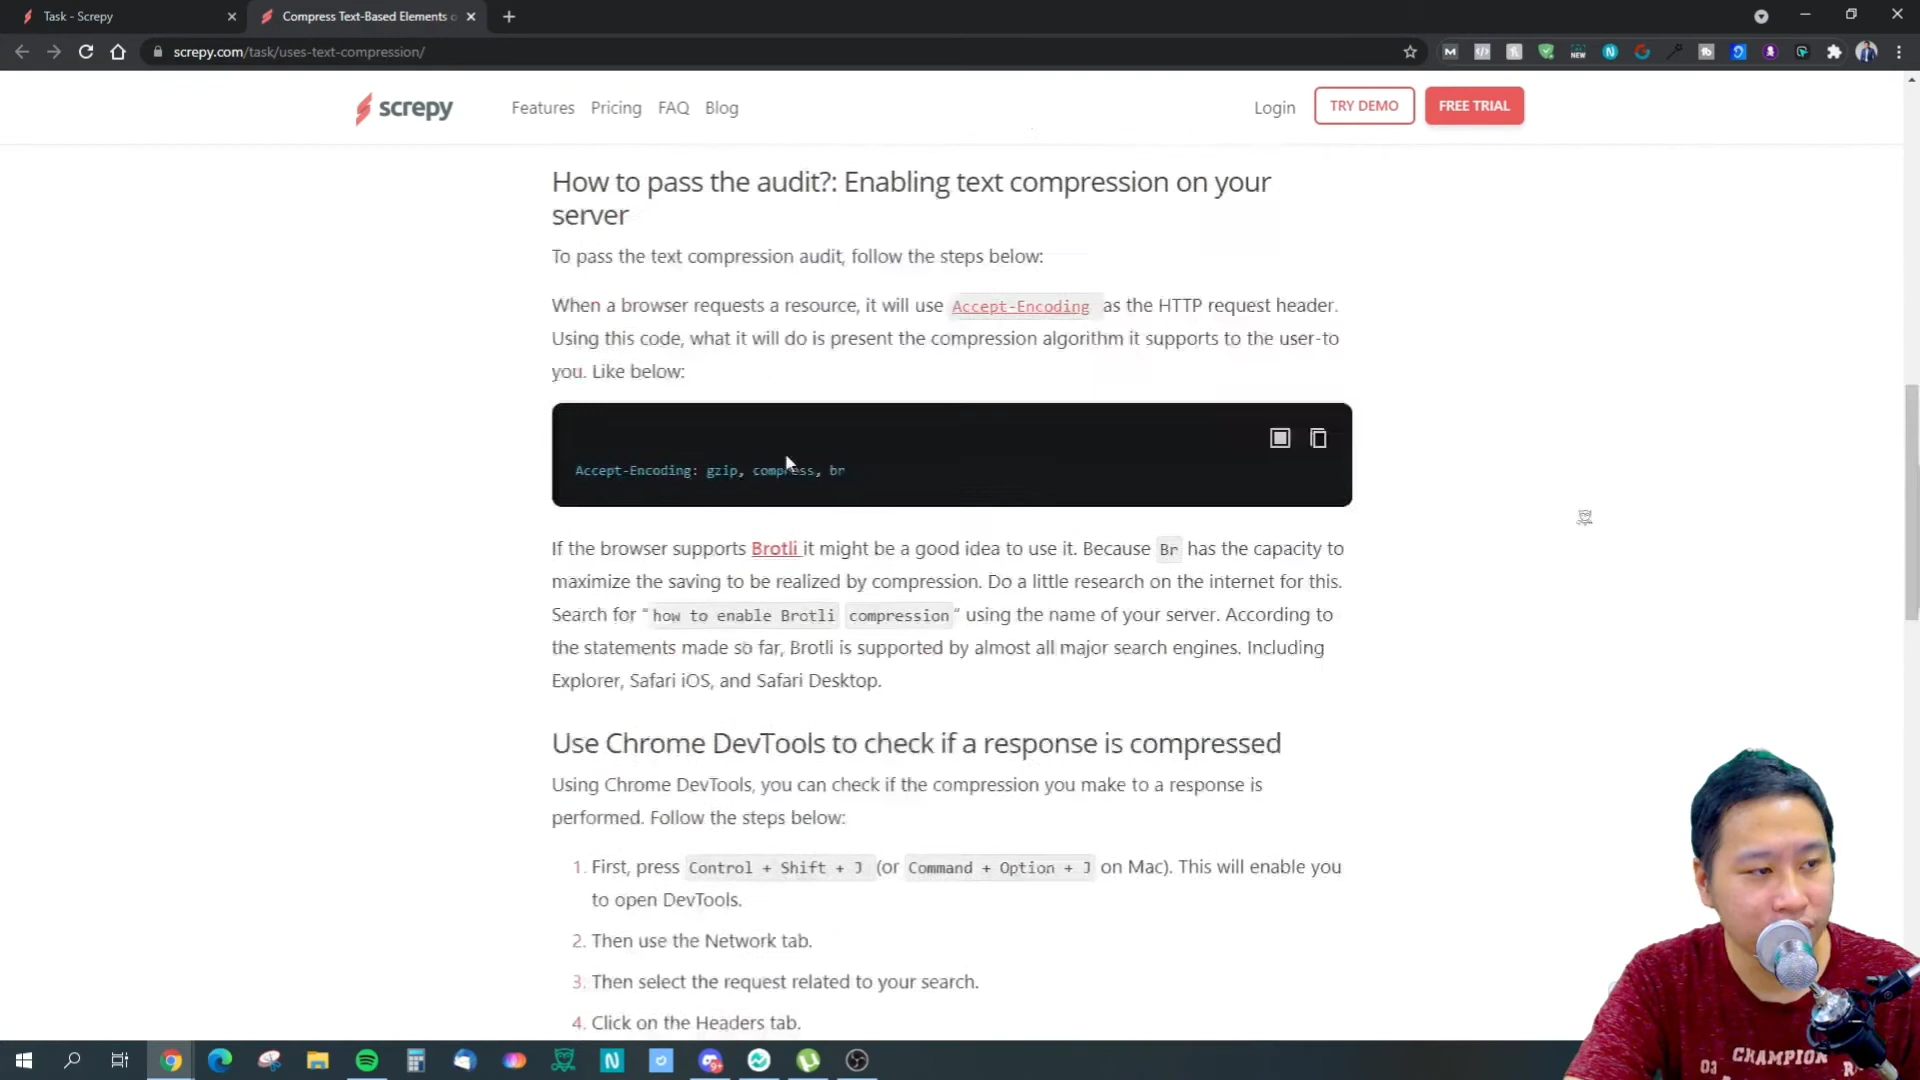 Task - Screpy
Compress Text-Based Elements o
screpy.com/task/uses-text-compression/
screpy
Features
Pricing
FAQ
Blog
Login
TRY DEMO
FREE TRIAL
How to pass the audit?: Enabling text compression on your
server
To pass the text compression audit, follow the steps below:
When a browser requests a resource, it will use Accept-Encoding as the HTTP request header.
Using this code, what it will do is present the compression algorithm it supports to the user-to
you. Like below:
Accept-Encoding: gzip, compress, br
If the browser supports Brotli it might be a good idea to use it. Because Br has the capacity to
maximize the saving to be realized by compression. Do a little research on the internet for this.
Search for “how to enable Brotli compression“ using the name of your server. According to
the statements made so far, Brotli is supported by almost all major search engines. Including
Explorer, Safari iOS, and Safari Desktop.
Use Chrome DevTools to check if a response is compressed
Using Chrome DevTools, you can check if the compression you make to a response is
performed. Follow the steps below:
1. First, press Control + Shift + J (or Command + Option + J on Mac). This will enable you
to open DevTools.
2. Then use the Network tab.
3. Then select the request related to your search.
4. Click on the Headers tab.
03 CHAMPION